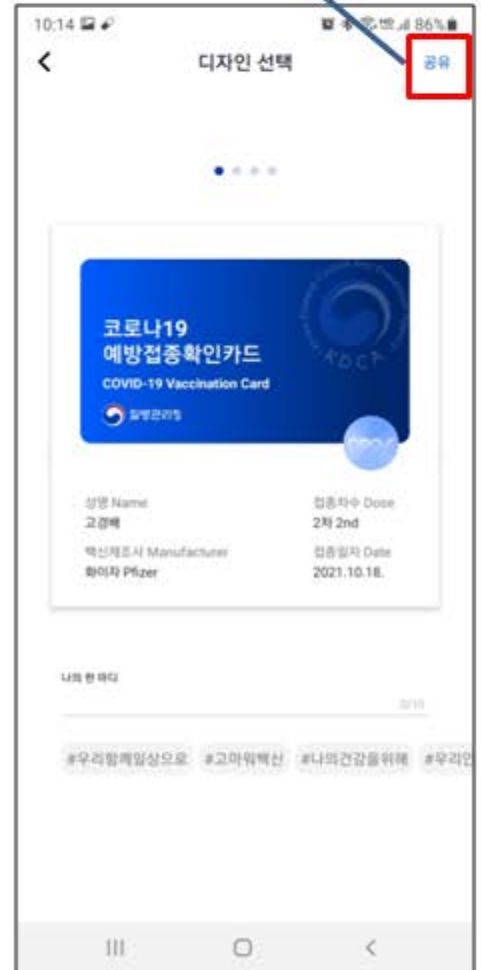 10:14
86%
디자인 선택
공유
코로나19
예방접종확인카드
COVID-19 Vaccination Card
질병관리청
KDCA
성명 Name
접종차수 Dose
고경배
2차 2nd
백신제조사 Manufacturer
접종일자 Date
화이자 Pfizer
2021.10.18.
나의 한 마디
#우리함께일상으로 #고마워백신 #나의건강을위해 #우리